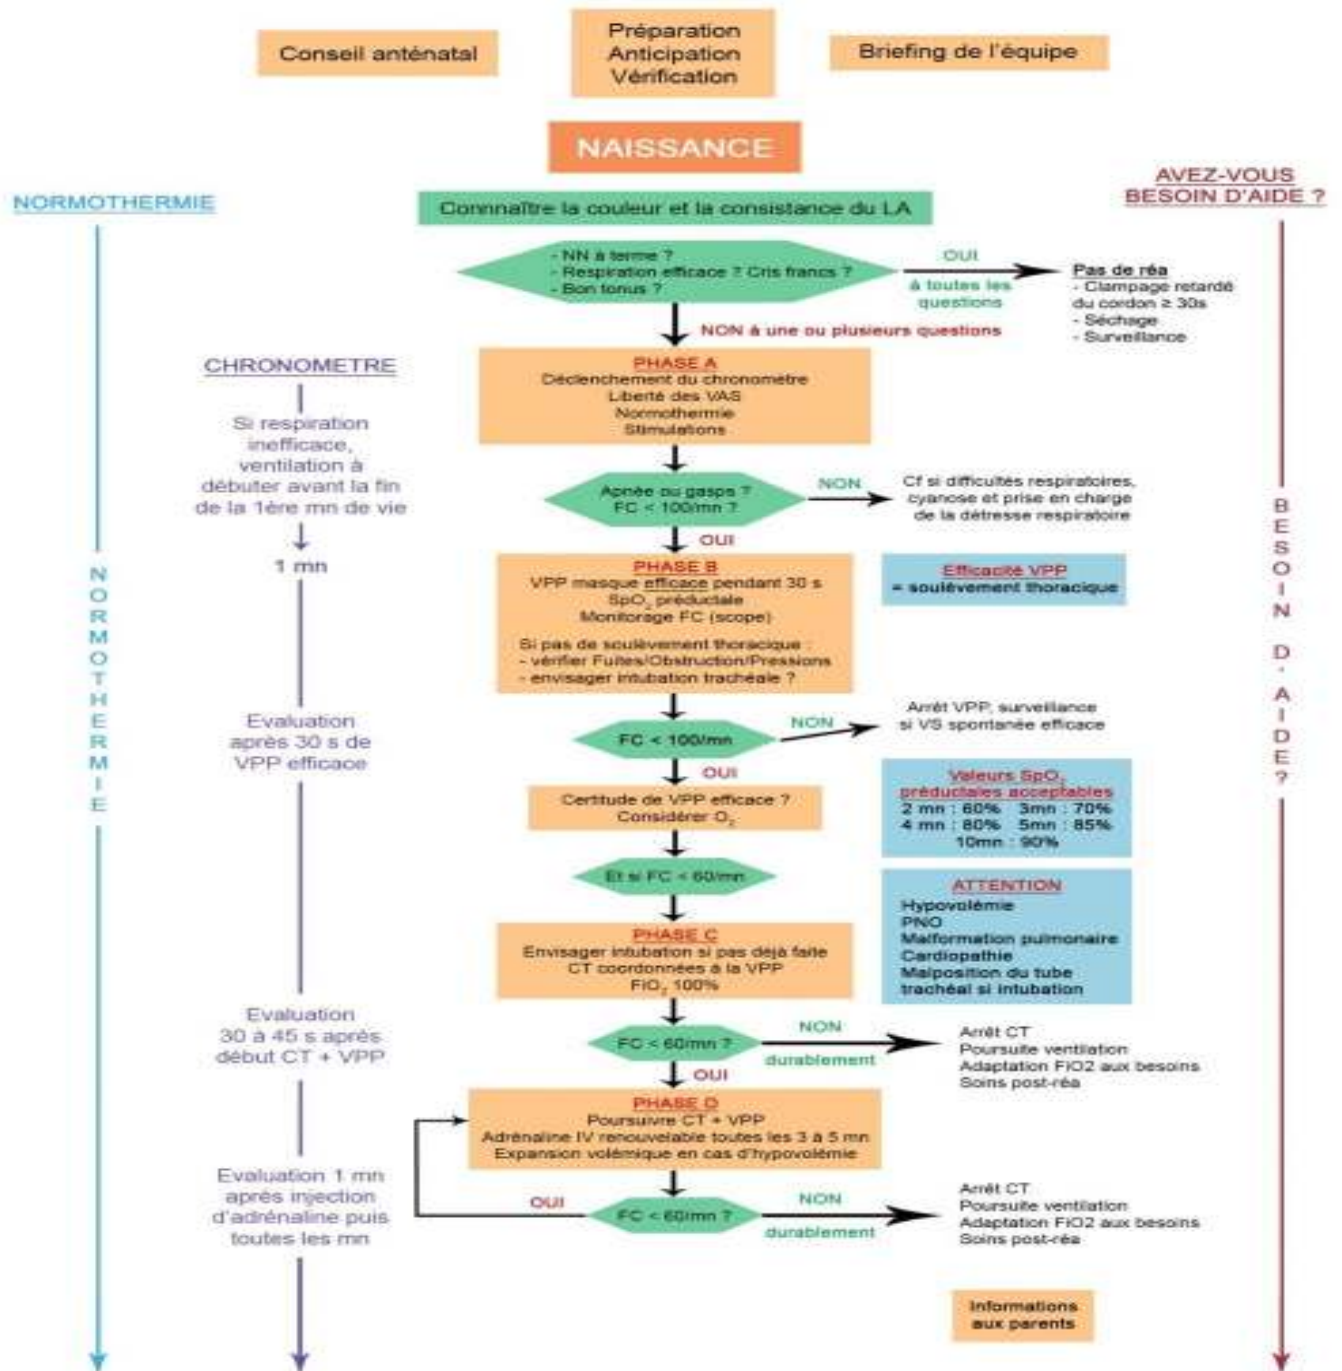 Conseil anténatal
Préparation
Anticipation
Vérification
Briefing de l'équipe
NAISSANCE
NORMOTHERMIE
AVEZ-VOUS
BESOIN D'AIDE ?
Connnaître la couleur et la consistance du LA
- NN à terme ?
- Respiration efficace ? Cris francs ?
- Bon tonus ?
OUI
à toutes les
questions
Pas de réa
- Clampage retardé
du cordon ≥ 30s
- Séchage
- Surveillance
NON à une ou plusieurs questions
CHRONOMETRE
Si respiration
inefficace,
ventilation à
débuter avant la fin
de la 1ère mn de vie
1 mn
PHASE A
Déclenchement du chronomètre
Liberté des VAS
Normothermie
Stimulations
Apnée ou gasps ?
FC < 100/mn ?
NON
Cf si difficultés respiratoires,
cyanose et prise en charge
de la détresse respiratoire
OUI
PHASE B
VPP masque efficace pendant 30 s
SpO₂ préductale
Monitorage FC (scope)
Si pas de soulèvement thoracique :
- vérifier Fuites/Obstruction/Pressions
- envisager intubation trachéale ?
Efficacité VPP
= soulèvement thoracique
NORMOTHERMIE
BESOIN D'AIDE ?
Evaluation
après 30 s de
VPP efficace
FC < 100/mn
NON
Arrêt VPP, surveillance
si VS spontanée efficace
OUI
Certitude de VPP efficace ?
Considérer O₂
Valeurs SpO₂
préductales acceptables
2 mn : 60% 3mn : 70%
4 mn : 80% 5mn : 85%
10mn : 90%
Et si FC < 60/mn
ATTENTION
Hypovolémie
PNO
Malformation pulmonaire
Cardiopathie
Malposition du tube
trachéal si intubation
PHASE C
Envisager intubation si pas déjà faite
CT coordonnées à la VPP
FiO₂ 100%
Evaluation
30 à 45 s après
début CT + VPP
FC < 60/mn ?
NON
durablement
Arrêt CT
Poursuite ventilation
Adaptation FiO2 aux besoins
Soins post-réa
OUI
PHASE D
Poursuivre CT + VPP
Adrénaline IV renouvelable toutes les 3 à 5 mn
Expansion volémique en cas d'hypovolémie
Evaluation 1 mn
après injection
d'adrénaline puis
toutes les mn
OUI
FC < 60/mn ?
NON
durablement
Arrêt CT
Poursuite ventilation
Adaptation FiO2 aux besoins
Soins post-réa
Informations
aux parents